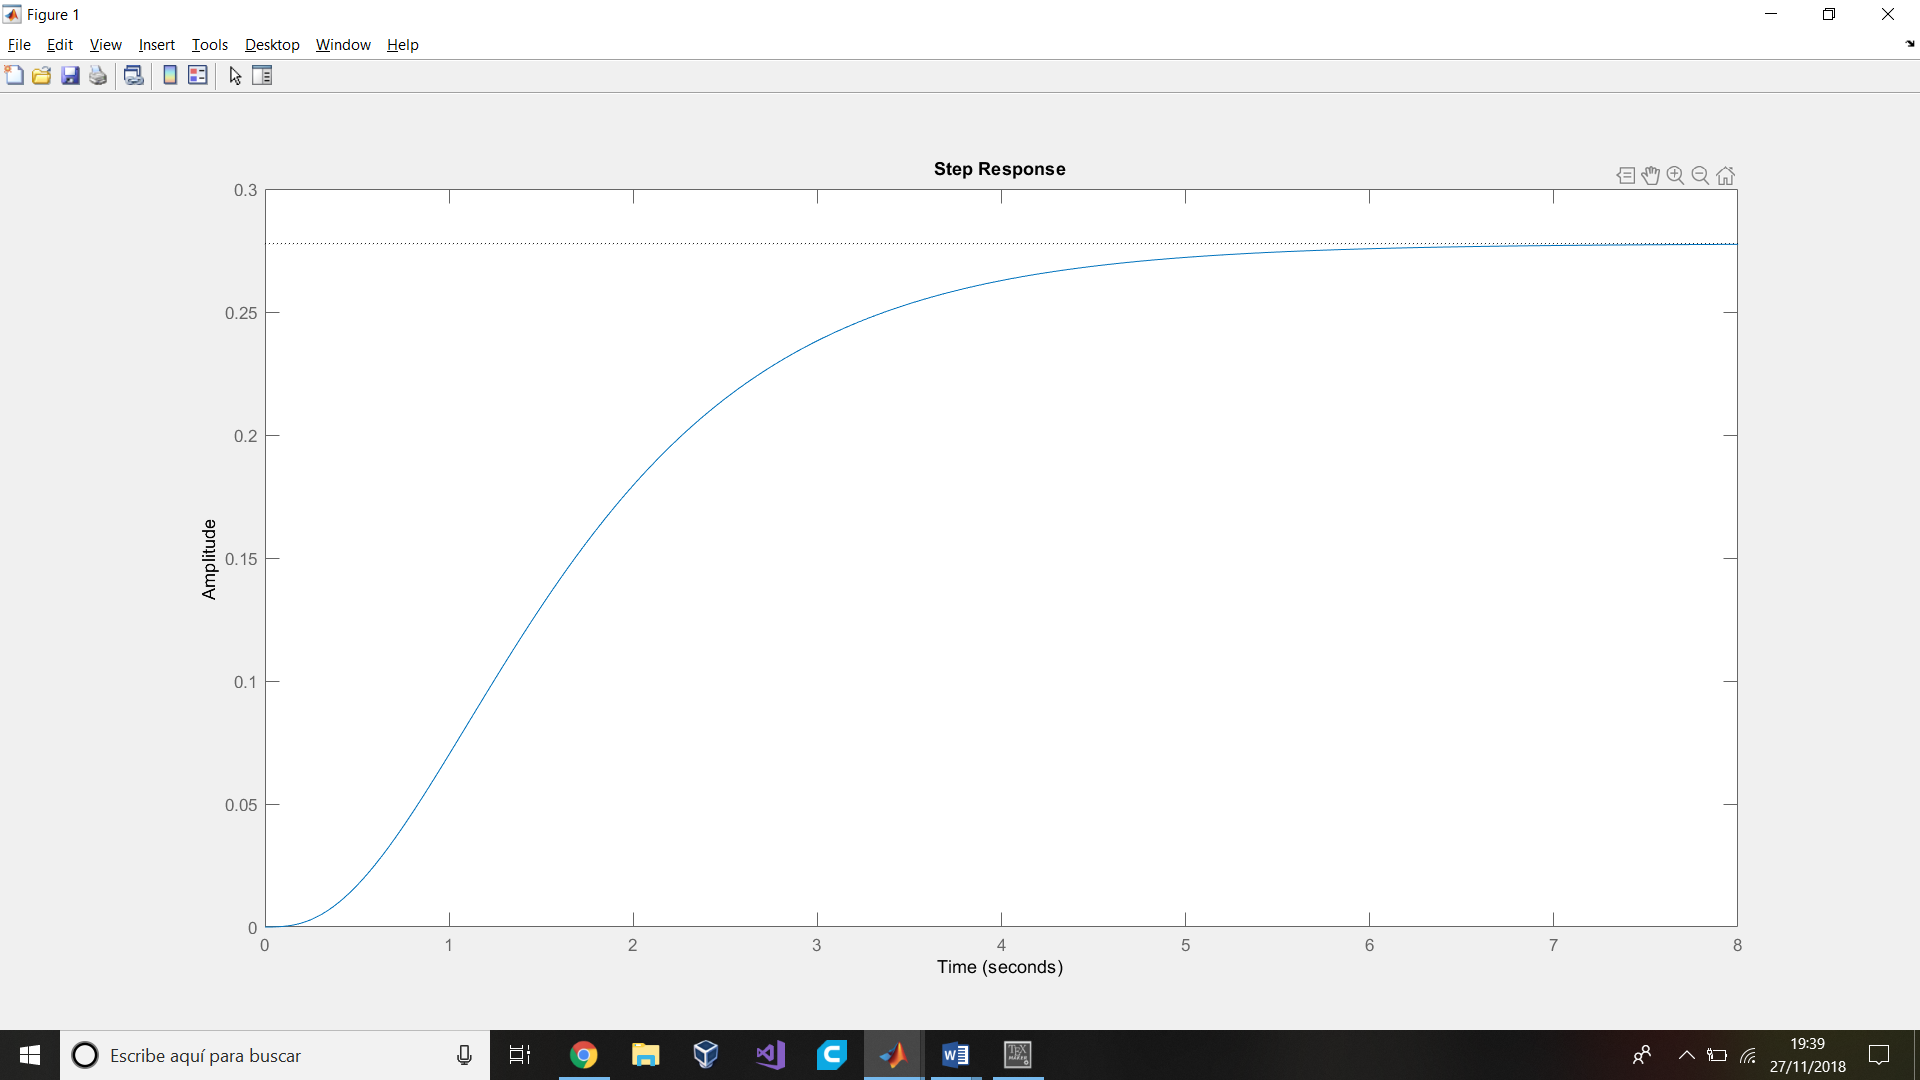 Figure 1
File Edit View Insert Tools Desktop Window Help
Step Response
0.3
0.25
0.2
0.15
0.1
0.05
0
Amplitude
0 1 2 3 4 5 6 7 8
Time (seconds)
Escribe aquí para buscar
19:39
27/11/2018